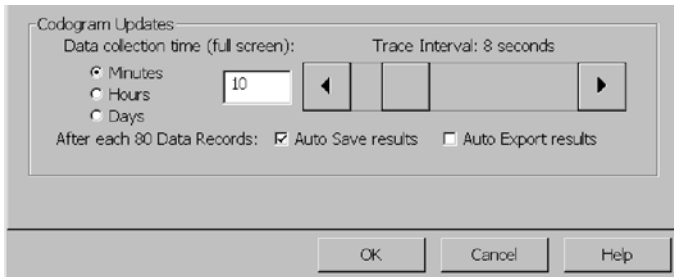 Codogram Updates
Data collection time (full screen):
Trace Interval: 8 seconds
Minutes
10
Hours
Days
After each 80 Data Records:
Auto Save results
Auto Export results
OK
Cancel
Help